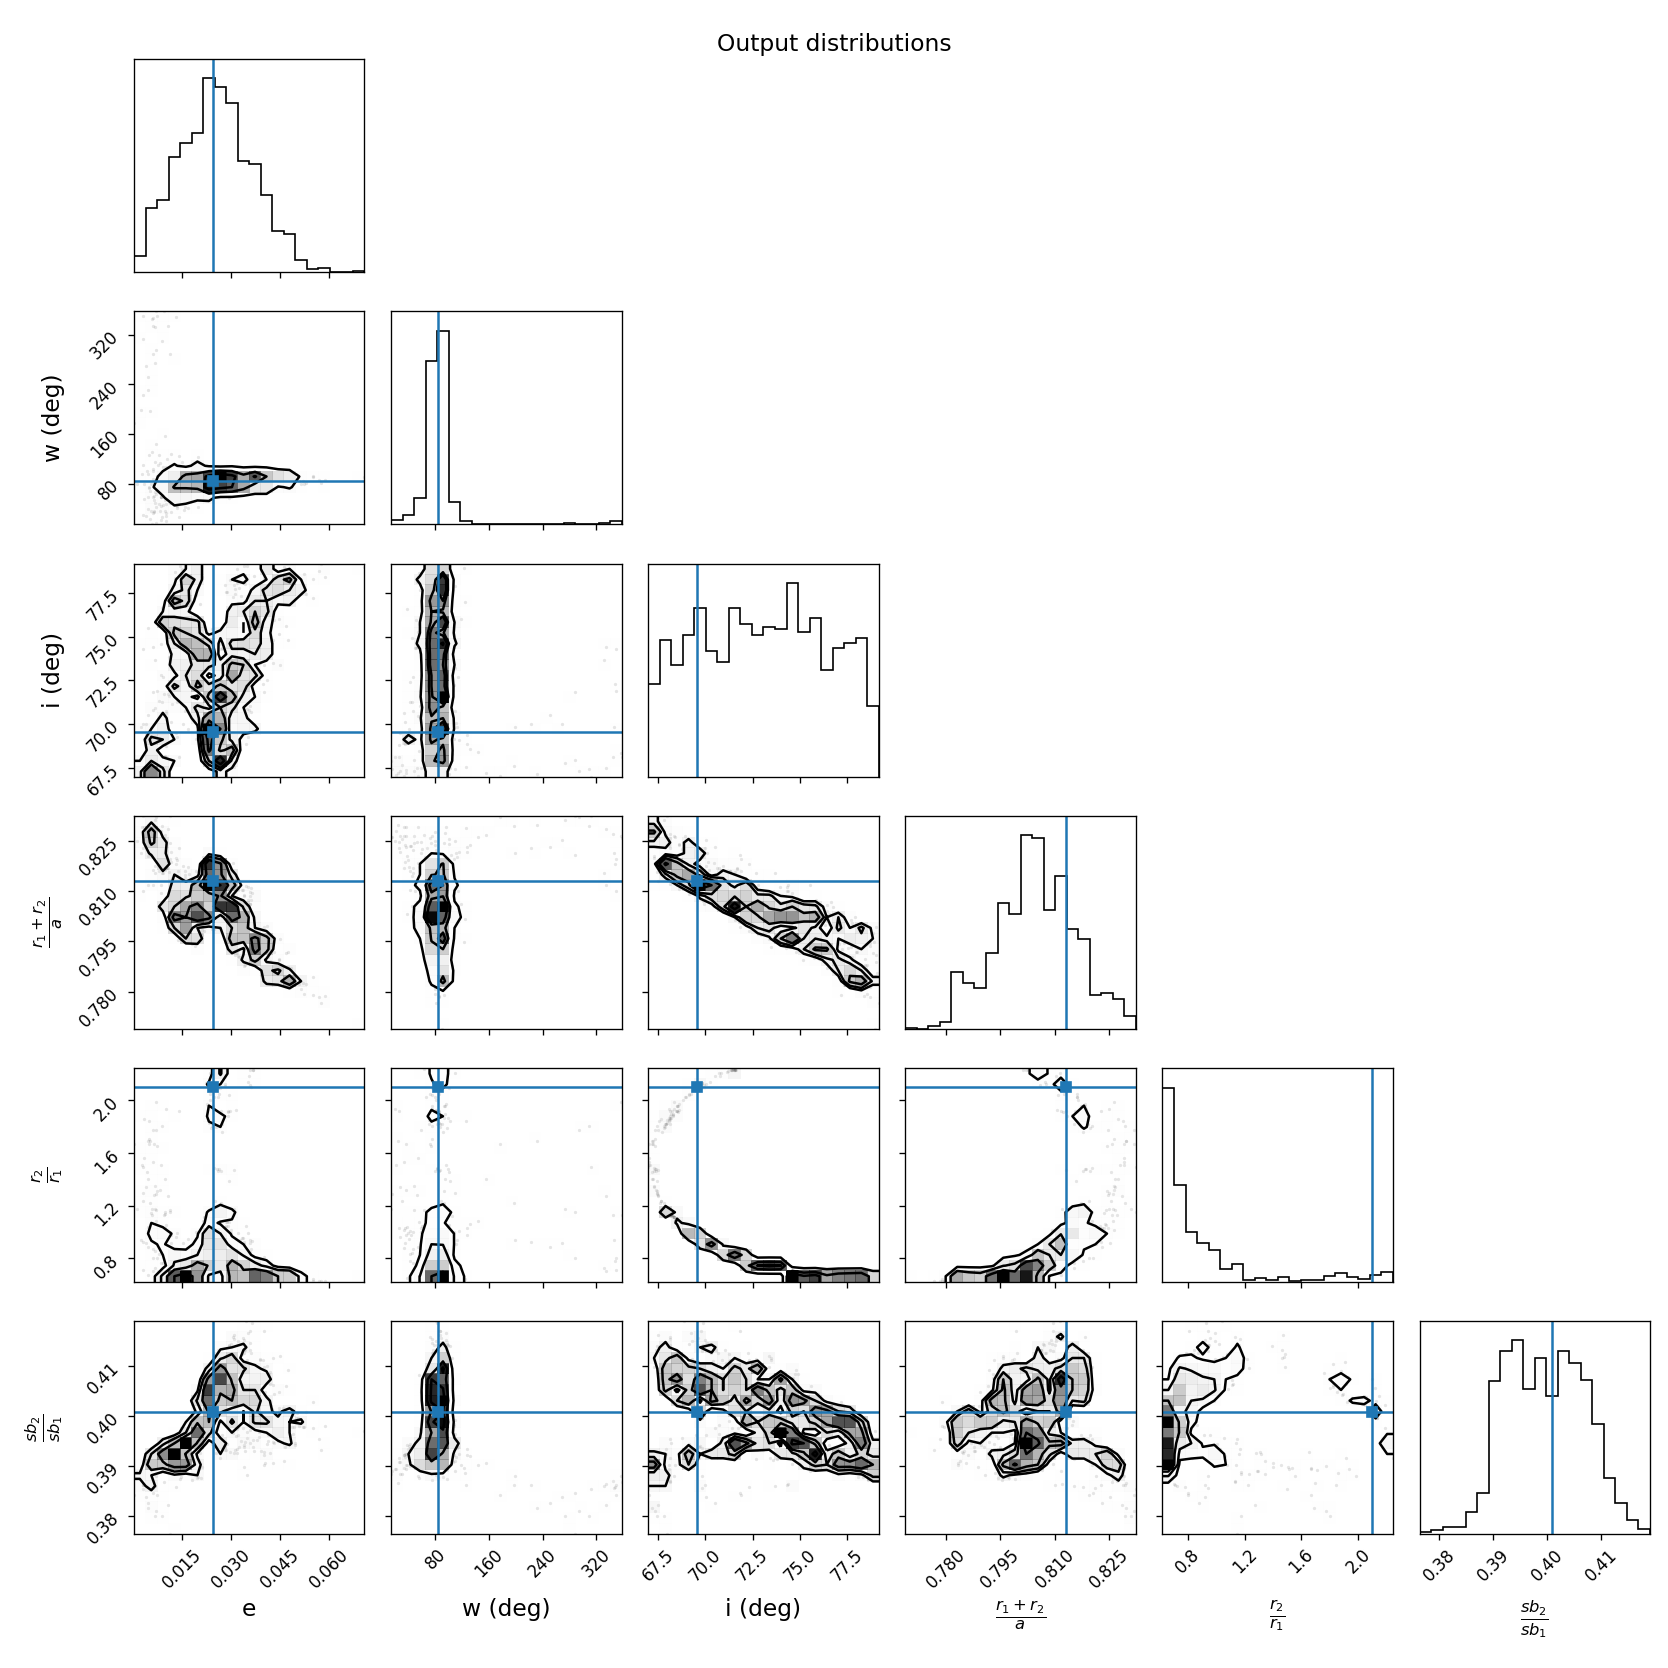 Output distributions
w (deg)
320
240
160
80
i (deg)
77.5
75.0
72.5
70.0
67.5
r₁ + r₂
a
0.825
0.810
0.795
0.780
r₂
r₁
2.0
1.6
1.2
0.8
sb₂
sb₁
0.41
0.40
0.39
0.38
0.015 0.030 0.045 0.060 80 160 240 320 67.5 70.0 72.5 75.0 77.5 0.780 0.795 0.810 0.825 0.8 1.2 1.6 2.0 0.38 0.39 0.40 0.41
e w (deg) i (deg) r₁ + r₂ r₂ sb₂
a r₁ sb₁